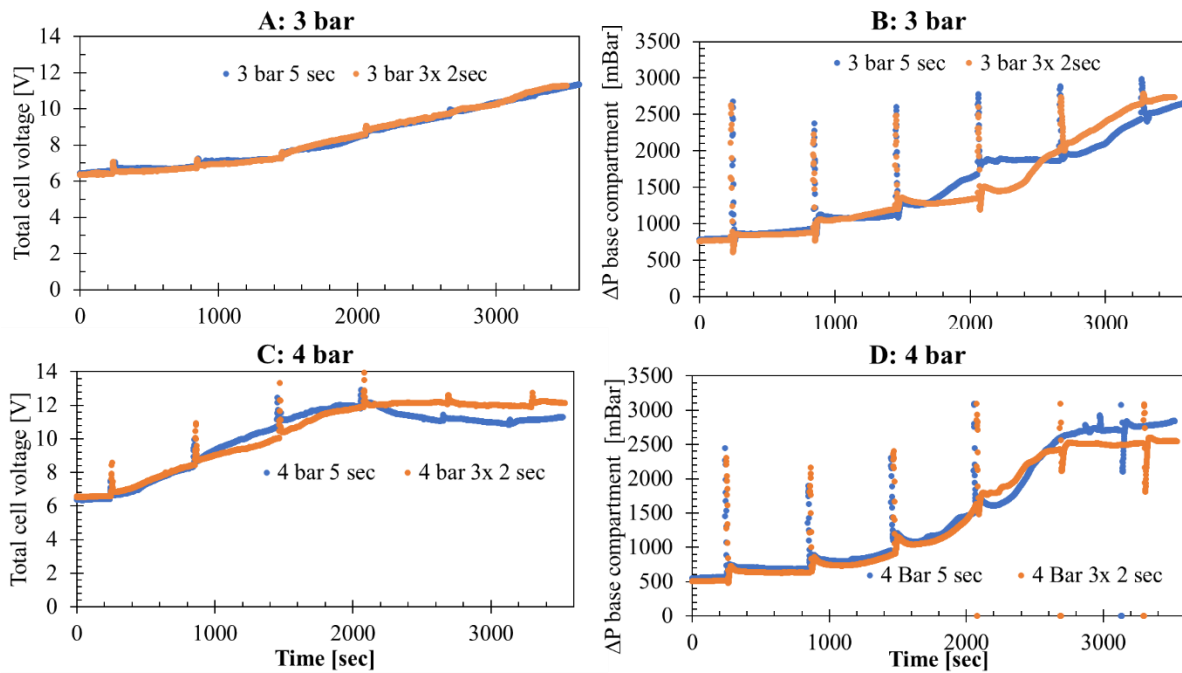 A: 3 bar
Total cell voltage [V]
14
12
10
8
6
4
2
0
3 bar 5 sec
3 bar 3x 2sec
0 1000 2000 3000
B: 3 bar
ΔP base compartment [mBar]
3500
3000
2500
2000
1500
1000
500
0
3 bar 5 sec
3 bar 3x 2sec
0 1000 2000 3000
C: 4 bar
Total cell voltage [V]
14
12
10
8
6
4
2
0
4 bar 5 sec
4 bar 3x 2 sec
0 1000 2000 3000
Time [sec]
D: 4 bar
ΔP base compartment [mBar]
3500
3000
2500
2000
1500
1000
500
0
4 Bar 5 sec
4 Bar 3x 2 sec
0 1000 2000 3000
Time [sec]